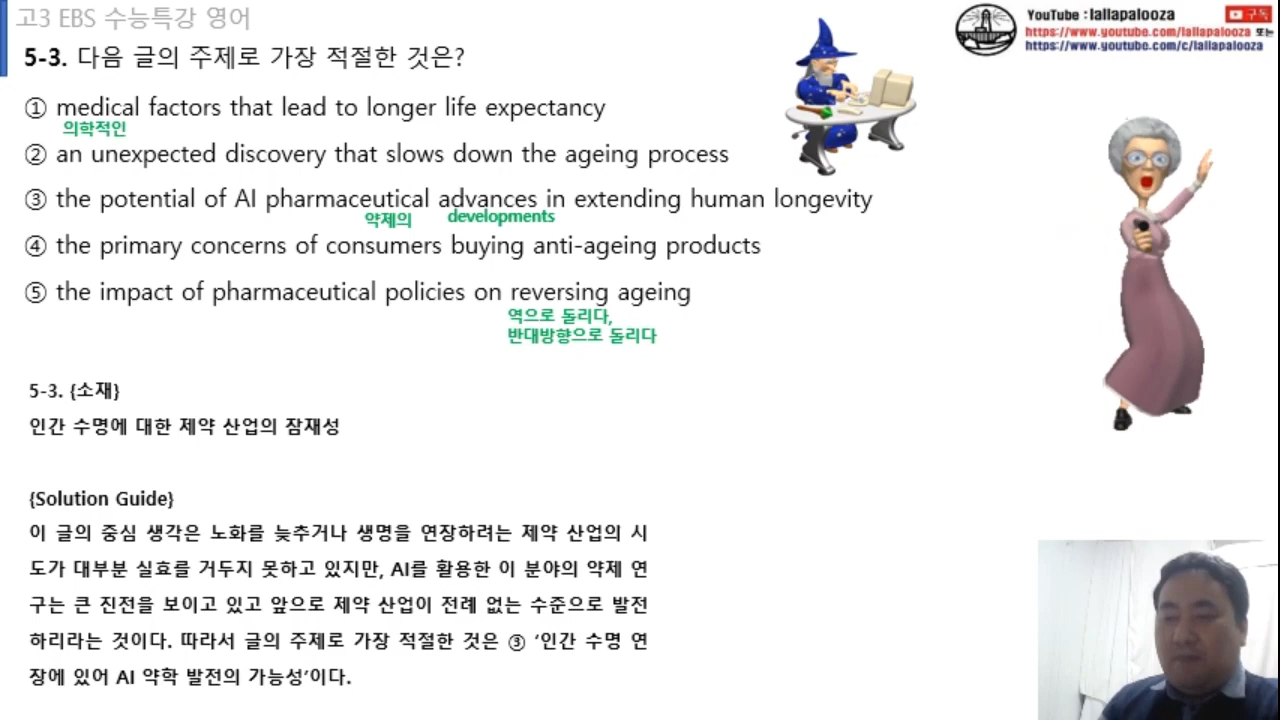 고3 EBS 수능특강 영어
YouTube : lallapalooza
구독
https://www.youtube.com/lallapalooza 또는
https://www.youtube.com/c/lallapalooza
5-3. 다음 글의 주제로 가장 적절한 것은?
① medical factors that lead to longer life expectancy
의학적인
② an unexpected discovery that slows down the ageing process
③ the potential of AI pharmaceutical advances in extending human longevity
약제의 developments
④ the primary concerns of consumers buying anti-ageing products
⑤ the impact of pharmaceutical policies on reversing ageing
역으로 돌리다,
반대방향으로 돌리다
5-3. {소재}
인간 수명에 대한 제약 산업의 잠재성
{Solution Guide}
이 글의 중심 생각은 노화를 늦추거나 생명을 연장하려는 제약 산업의 시
도가 대부분 실효를 거두지 못하고 있지만, AI를 활용한 이 분야의 약제 연
구는 큰 진전을 보이고 있고 앞으로 제약 산업이 전례 없는 수준으로 발전
하리라는 것이다. 따라서 글의 주제로 가장 적절한 것은 ③ ‘인간 수명 연
장에 있어 AI 약학 발전의 가능성’이다.